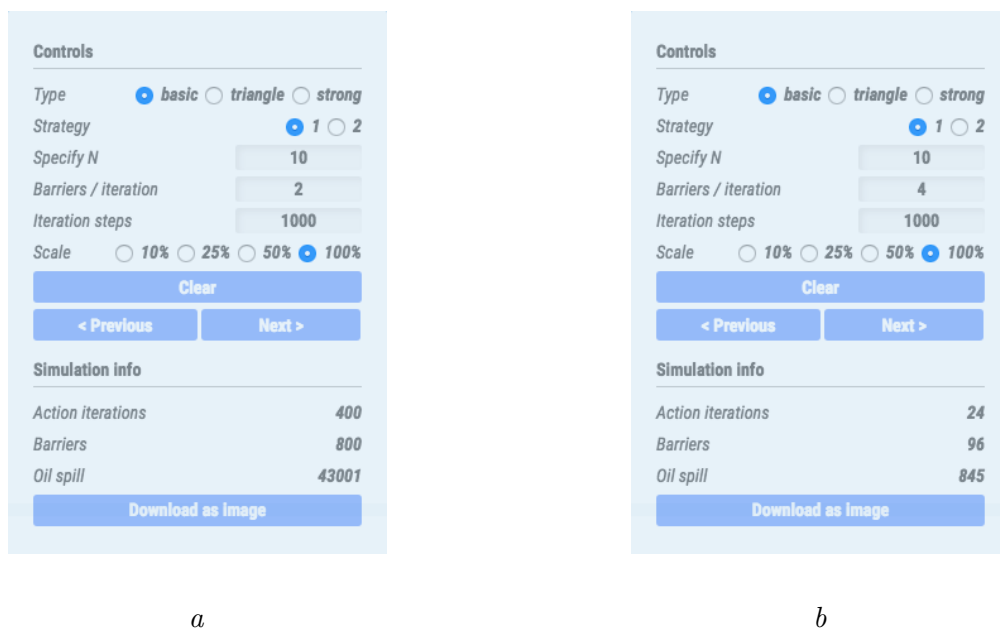 Controls
Type basic triangle strong
Strategy 1 2
Specify N 10
Barriers / iteration 2
Iteration steps 1000
Scale 10% 25% 50% 100%
Clear
< Previous Next >
Simulation info
Action iterations 400
Barriers 800
Oil spill 43001
Download as image
a
Controls
Type basic triangle strong
Strategy 1 2
Specify N 10
Barriers / iteration 4
Iteration steps 1000
Scale 10% 25% 50% 100%
Clear
< Previous Next >
Simulation info
Action iterations 24
Barriers 96
Oil spill 845
Download as image
b